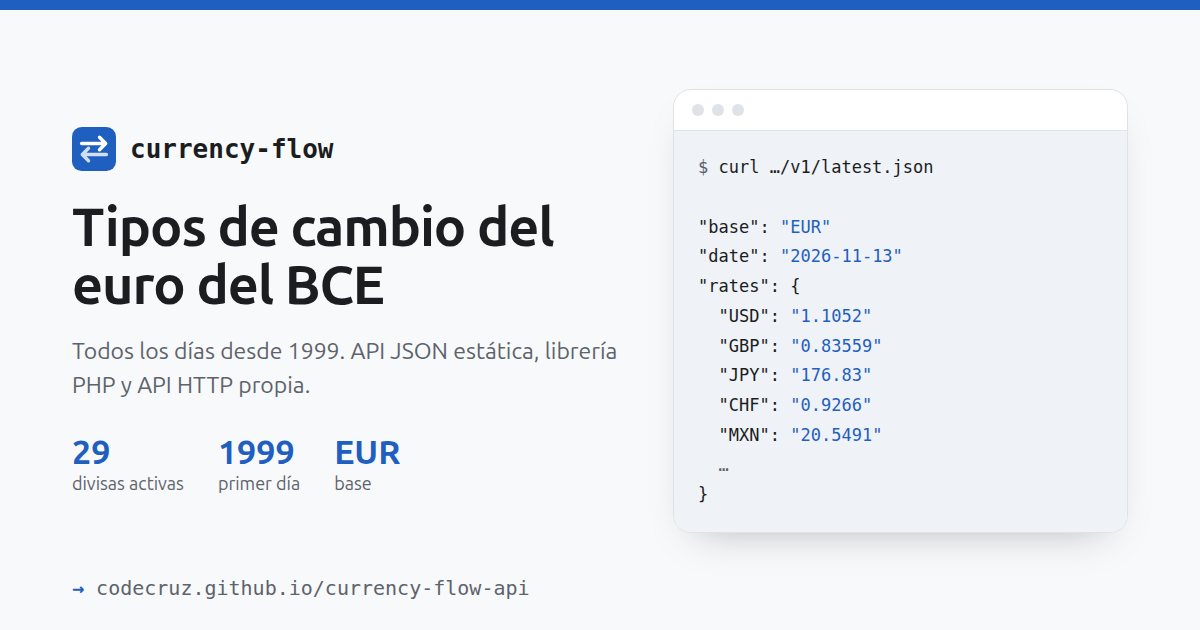 currency-flow
Tipos de cambio del
euro del BCE
Todos los días desde 1999. API JSON estática, librería
PHP y API HTTP propia.
29
divisas activas
1999
primer día
EUR
base
→ codecruz.github.io/currency-flow-api
$ curl …/v1/latest.json
"base": "EUR"
"date": "2026-11-13"
"rates": {
"USD": "1.1052"
"GBP": "0.83559"
"JPY": "176.83"
"CHF": "0.9266"
"MXN": "20.5491"
…
}